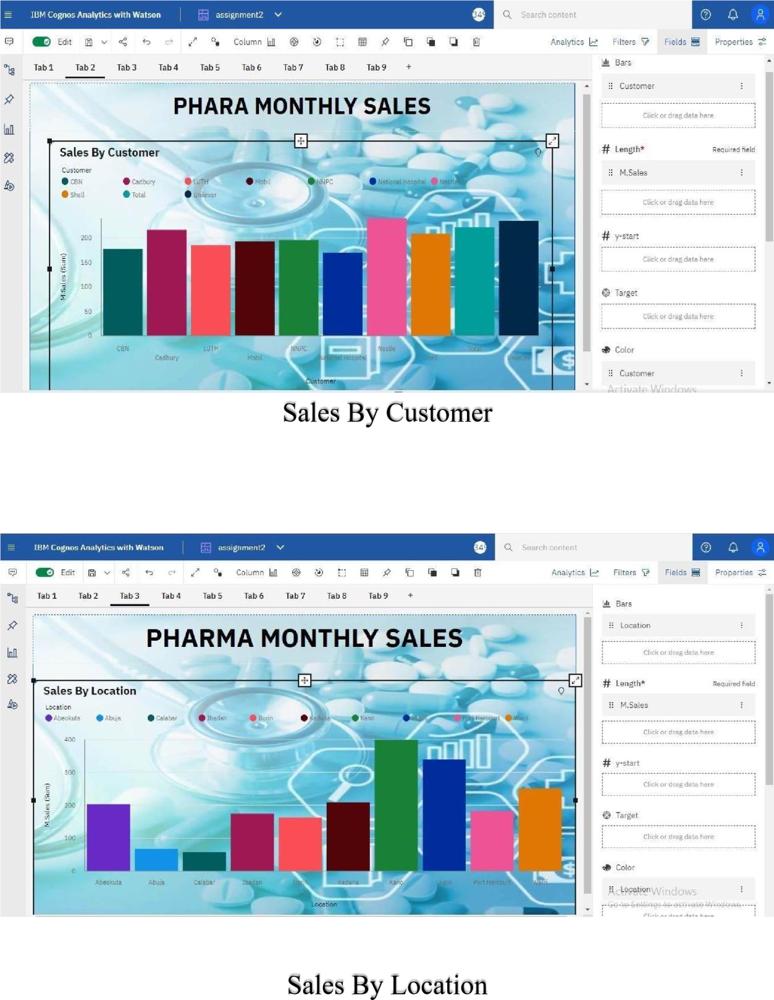 IBM Cognos Analytics with Watson assignment2 Search content
Edit Column Analytics Filters Fields Properties
Tab 1 Tab 2 Tab 3 Tab 4 Tab 5 Tab 6 Tab 7 Tab 8 Tab 9 +
PHARA MONTHLY SALES
Sales By Customer
Customer
CBN Cadbury LUTH Mobil NNPC National Hospital Nestle
Shell Total Unilever
M.Sales (Sum)
200
150
100
50
0
CBN Cadbury LUTH Mobil NNPC National Hospital Nestle Shell Total Unilever
Customer
Bars
Customer
Click or drag data here
# Length* Required field
M.Sales
Click or drag data here
# y-start
Click or drag data here
Target
Click or drag data here
Color
Customer
Activate Windows
Sales By Customer
IBM Cognos Analytics with Watson assignment2 Search content
Edit Column Analytics Filters Fields Properties
Tab 1 Tab 2 Tab 3 Tab 4 Tab 5 Tab 6 Tab 7 Tab 8 Tab 9 +
PHARMA MONTHLY SALES
Sales By Location
Location
Abeokuta Abuja Calabar Ibadan Ilorin Kaduna Kano Lagos Port Harcourt Warri
M.Sales (Sum)
400
300
200
100
0
Abeokuta Abuja Calabar Ibadan Ilorin Kaduna Kano Lagos Port Harcourt Warri
Location
Bars
Location
Click or drag data here
# Length* Required field
M.Sales
Click or drag data here
# y-start
Click or drag data here
Target
Click or drag data here
Color
Location
Activate Windows
Go to Settings to activate Windows.
Click or drag data here
Sales By Location